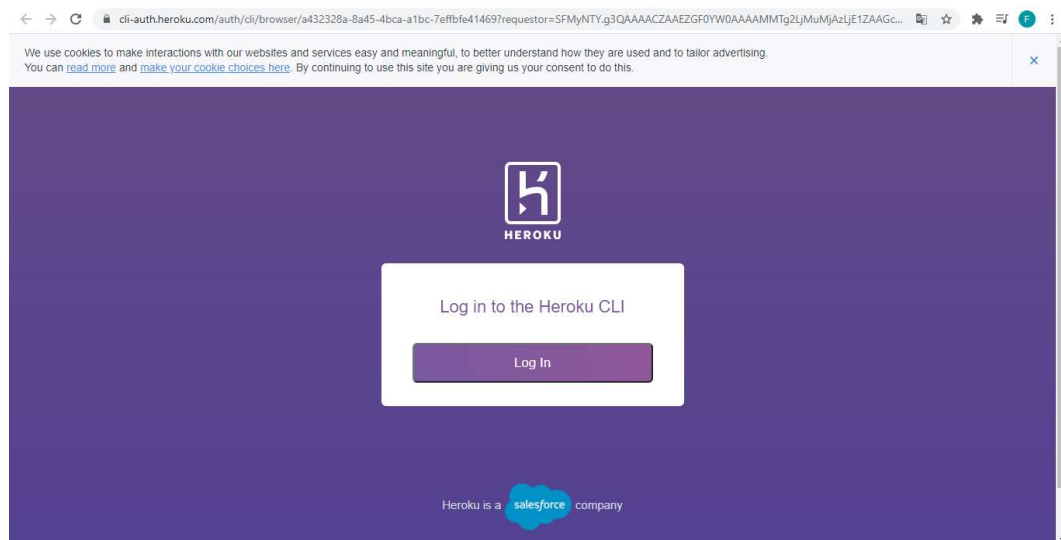 cli-auth.heroku.com/auth/cli/browser/a432328a-8a45-4bca-a1bc-7effbfe41469?requestor=SFMyNTY.g3QAAAACZAAEZGF0YW0AAAAMMTg2LjMuMjAzLjE1ZAAGc...
F
We use cookies to make interactions with our websites and services easy and meaningful, to better understand how they are used and to tailor advertising.
You can read more and make your cookie choices here. By continuing to use this site you are giving us your consent to do this.
HEROKU
Log in to the Heroku CLI
Log In
Heroku is a salesforce company